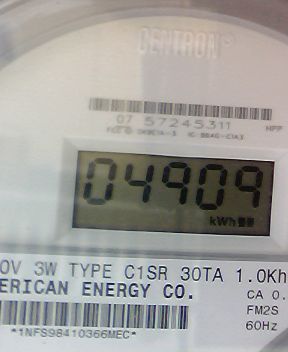 CENTRON®
07 57245311
04909
kWh
0V 3W TYPE C1SR 30TA 1.0Kh
ERICAN ENERGY CO.
CA 0.
FM2S
*1NFS98410366MEC*
60Hz